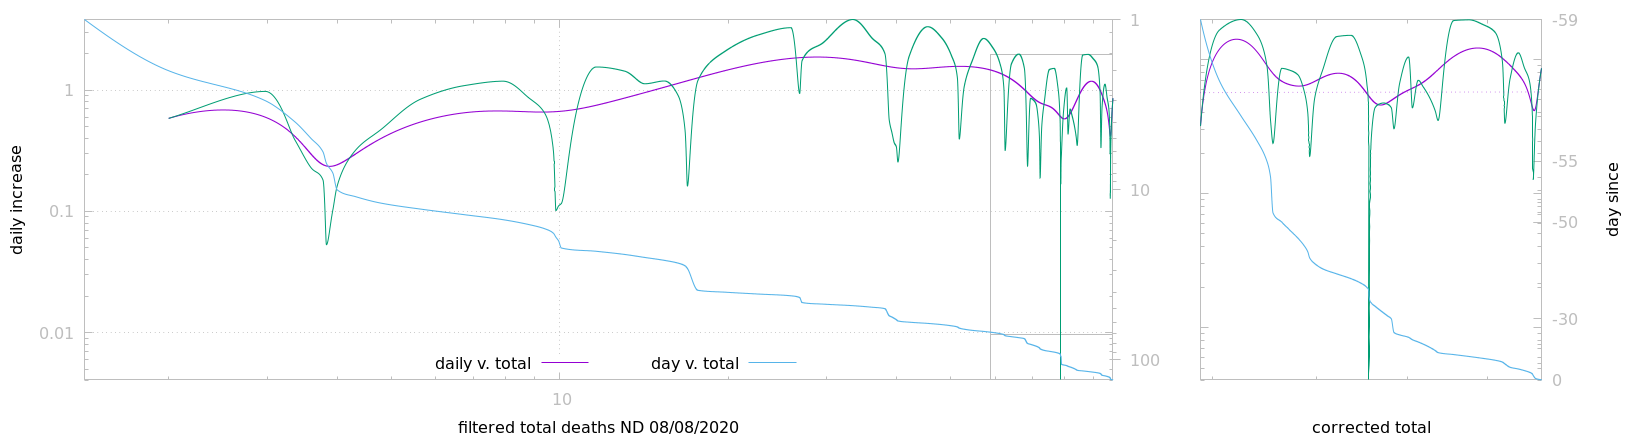 daily increase
1
0.1
0.01
10
1
10
100
daily v. total
day v. total
filtered total deaths ND 08/08/2020
-59
-55
-50
-30
0
day since
corrected total